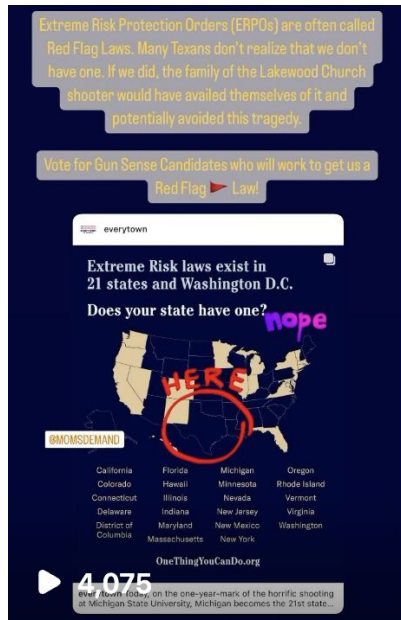 Extreme Risk Protection Orders (ERPOs) are often called
Red Flag Laws. Many Texans don't realize that we don't
have one. If we did, the family of the Lakewood Church
shooter would have availed themselves of it and
potentially avoided this tragedy.
Vote for Gun Sense Candidates who will work to get us a
Red Flag 🚩 Law!
everytown
Extreme Risk laws exist in
21 states and Washington D.C.
Does your state have one?
nope
HERE
@MOMSDEMAND
California Florida Michigan Oregon
Colorado Hawaii Minnesota Rhode Island
Connecticut Illinois Nevada Vermont
Delaware Indiana New Jersey Virginia
District of Columbia Maryland New Mexico Washington
Massachusetts New York
OneThingYouCanDo.org
4,075
everytown Today, on the one-year-mark of the horrific shooting
at Michigan State University, Michigan becomes the 21st state...